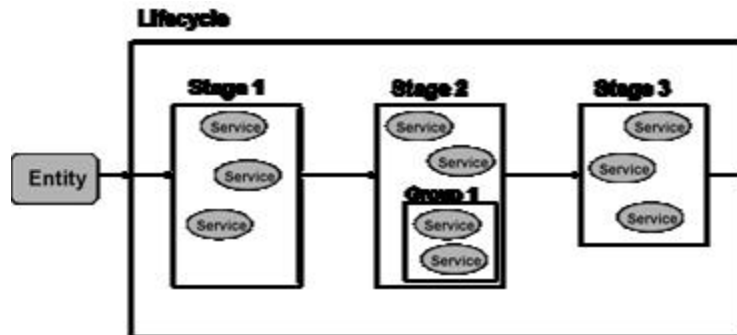 Lifecycle
Stage 1
Service
Service
Service
Stage 2
Service
Service
Group 1
Service
Service
Stage 3
Service
Service
Service
Entity